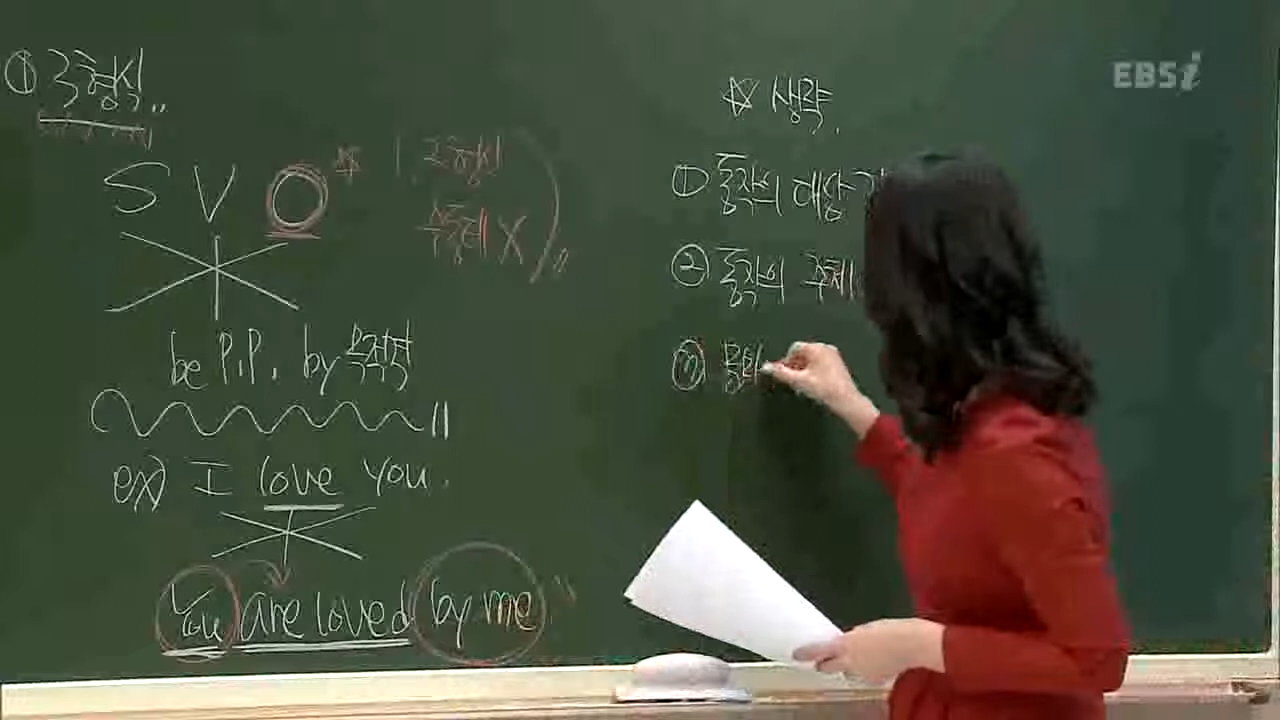 ① 3형식
S V O
1, 2형식
수동태 X
be P.P. by 목적격
ex) I love you.
You are loved by me
EBSi
☆ 생략
① 동작의 대상
② 동작의 주체
③